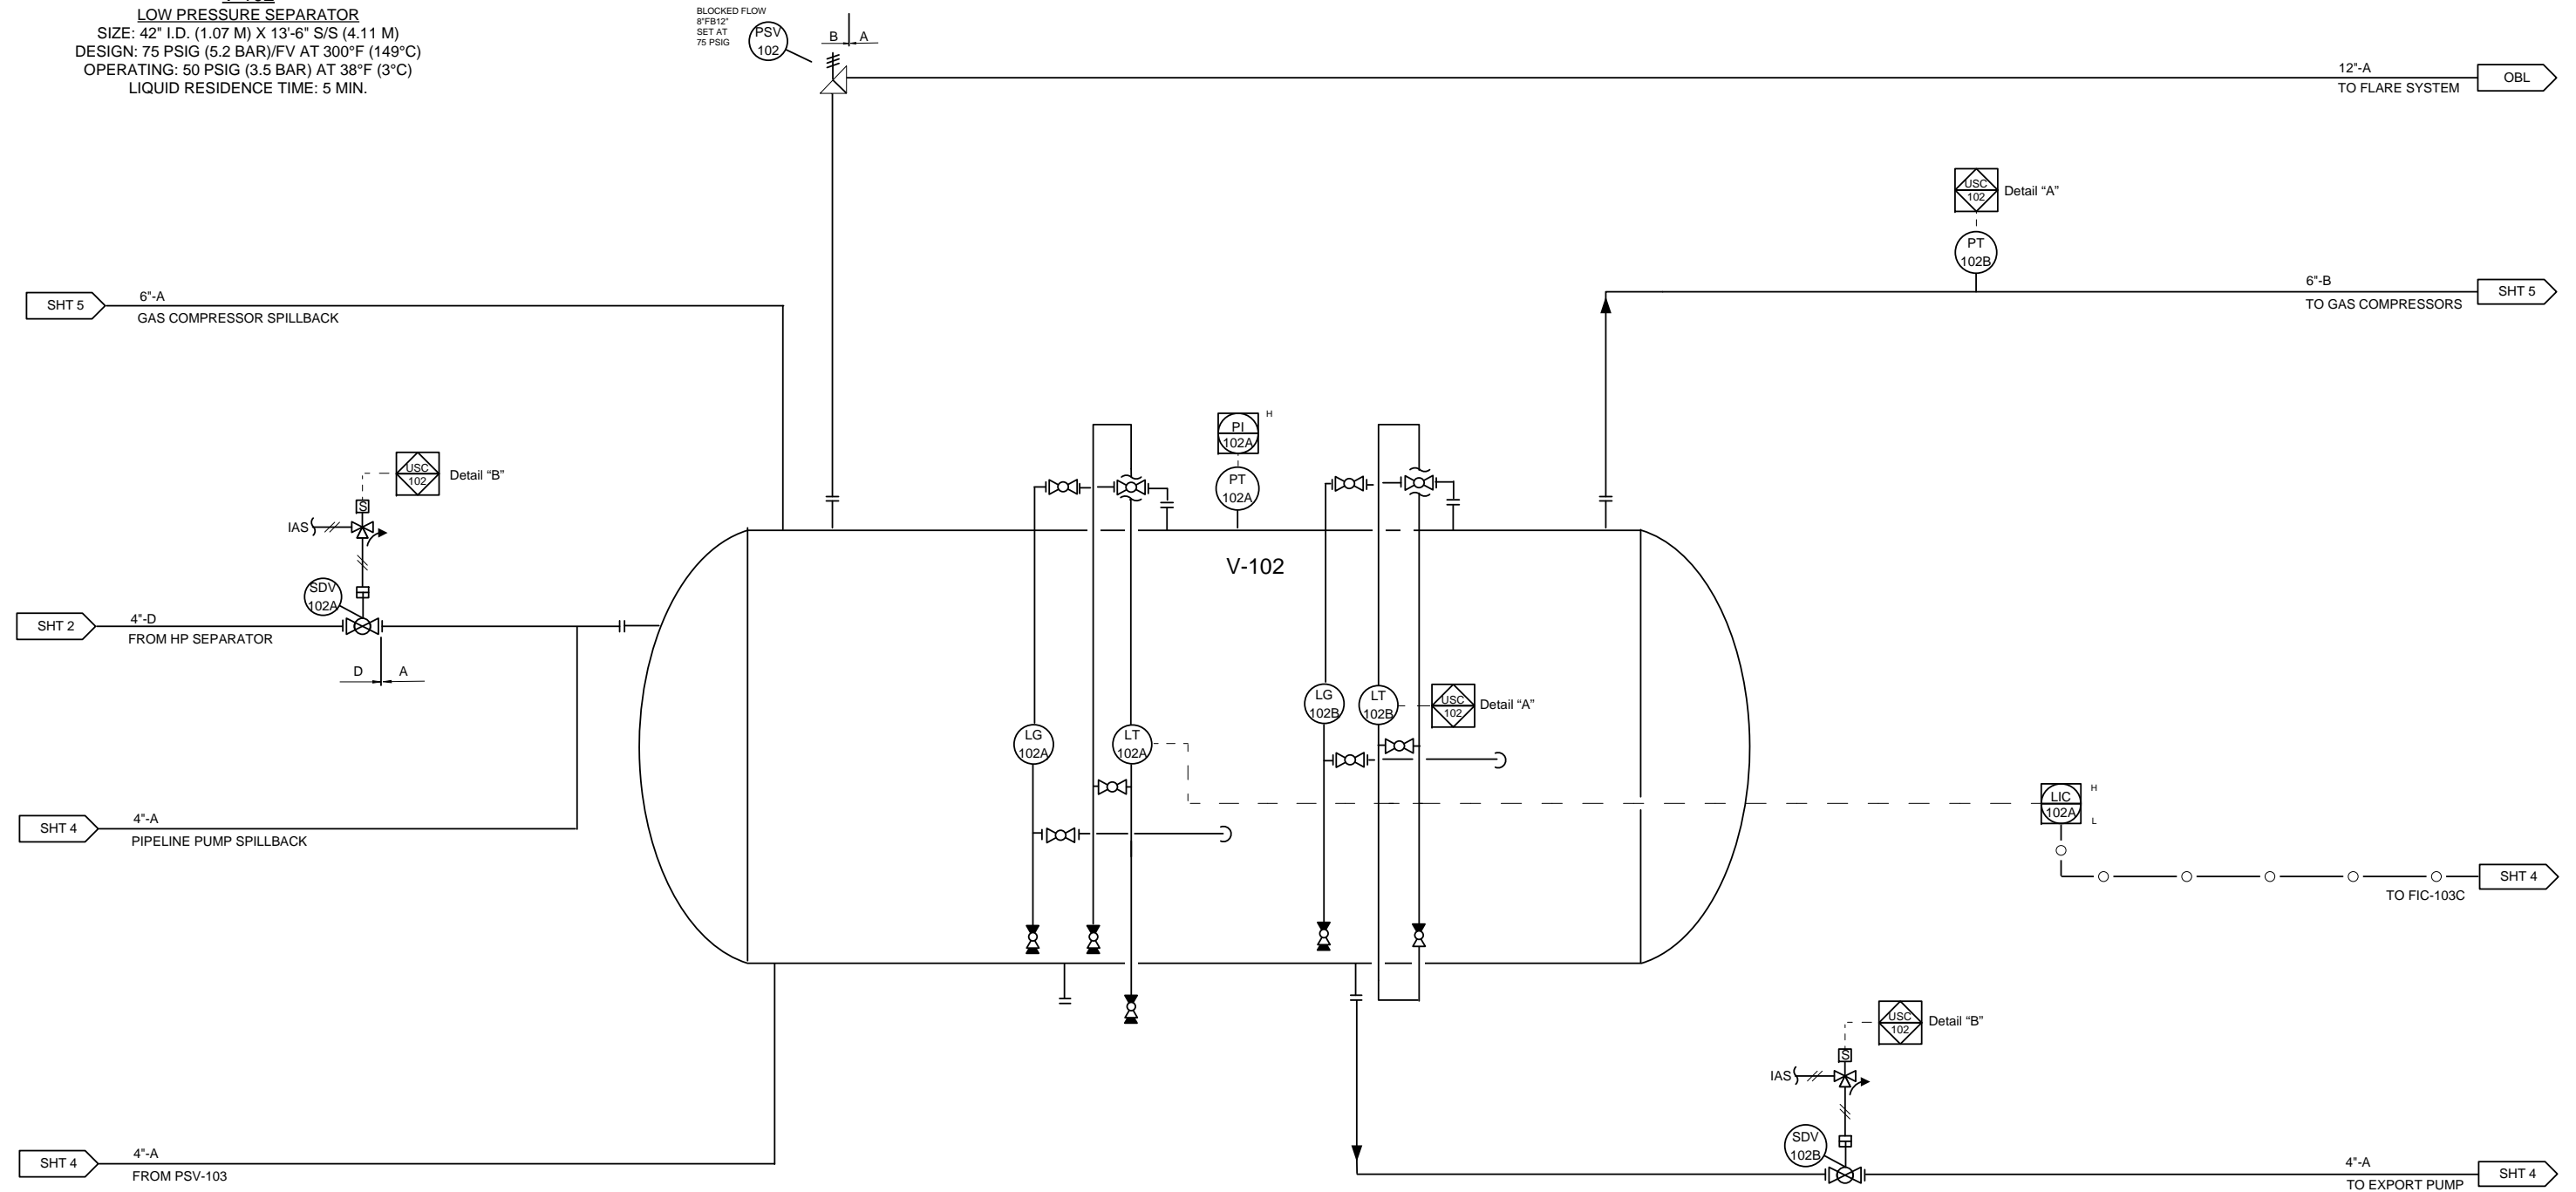 LOW PRESSURE SEPARATOR
SIZE: 42" I.D. (1.07 M) X 13'-6" S/S (4.11 M)
DESIGN: 75 PSIG (5.2 BAR)/FV AT 300°F (149°C)
OPERATING: 50 PSIG (3.5 BAR) AT 38°F (3°C)
LIQUID RESIDENCE TIME: 5 MIN.
BLOCKED FLOW
8"FB12"
SET AT
75 PSIG
PSV
102
B A
12"-A
TO FLARE SYSTEM
OBL
USC
102
Detail “A”
PT
102B
SHT 5
6"-A
GAS COMPRESSOR SPILLBACK
6"-B
TO GAS COMPRESSORS
SHT 5
PI
102A
H
PT
102A
USC
102
Detail “B”
S
IAS
SDV
102A
V-102
SHT 2
4"-D
FROM HP SEPARATOR
D A
LG
102B
LT
102B
USC
102
Detail “A”
LG
102A
LT
102A
LIC
102A
H
L
SHT 4
4"-A
PIPELINE PUMP SPILLBACK
SHT 4
TO FIC-103C
USC
102
Detail “B”
S
IAS
SDV
102B
SHT 4
4"-A
FROM PSV-103
4"-A
TO EXPORT PUMP
SHT 4